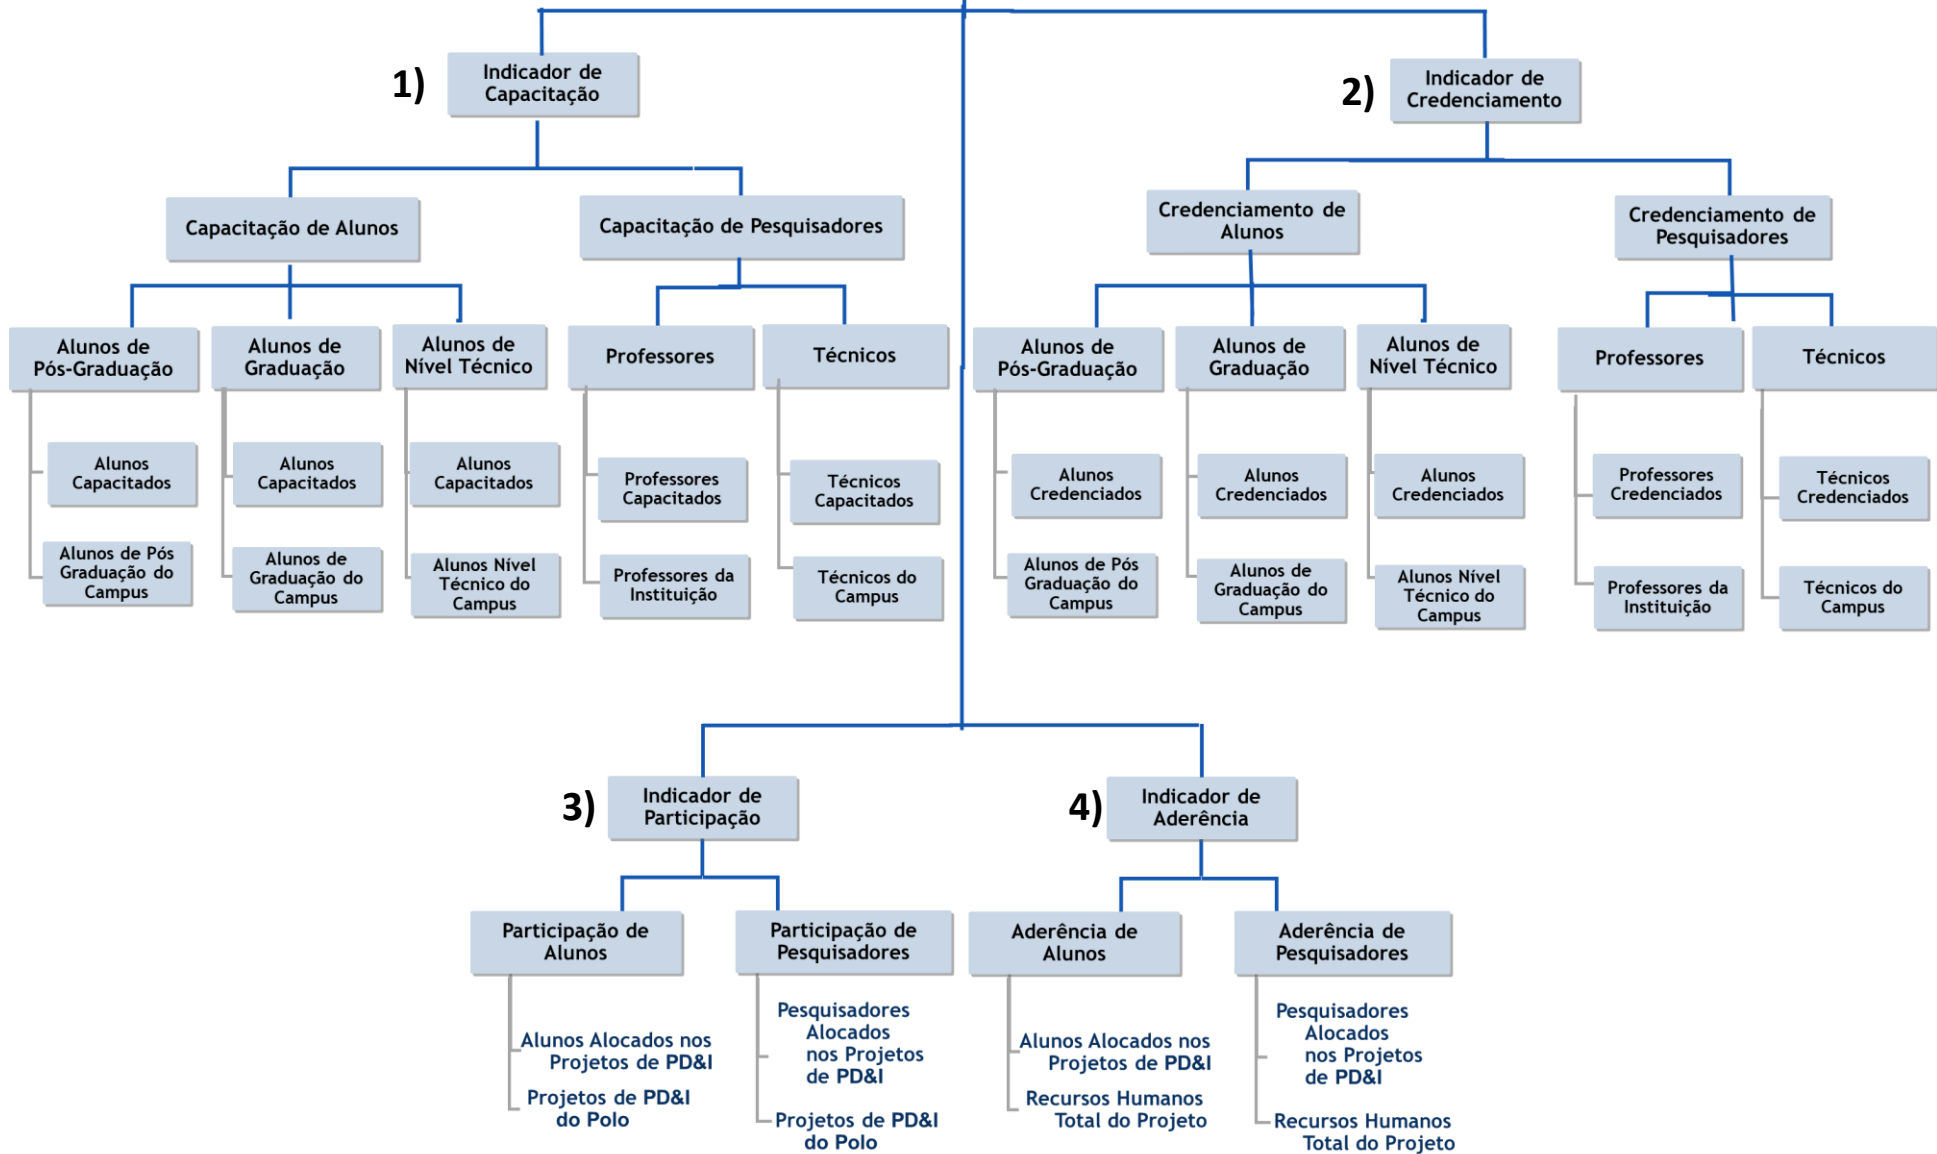 1)
Indicador de
Capacitação
2)
Indicador de
Credenciamento
Capacitação de Alunos
Capacitação de Pesquisadores
Credenciamento de
Alunos
Credenciamento de
Pesquisadores
Alunos de
Pós-Graduação
Alunos de
Graduação
Alunos de
Nível Técnico
Professores
Técnicos
Alunos de
Pós-Graduação
Alunos de
Graduação
Alunos de
Nível Técnico
Professores
Técnicos
Alunos
Capacitados
Alunos
Capacitados
Alunos
Capacitados
Professores
Capacitados
Técnicos
Capacitados
Alunos
Credenciados
Alunos
Credenciados
Alunos
Credenciados
Professores
Credenciados
Técnicos
Credenciados
Alunos de Pós
Graduação do
Campus
Alunos de
Graduação do
Campus
Alunos Nível
Técnico do
Campus
Professores da
Instituição
Técnicos do
Campus
Alunos de Pós
Graduação do
Campus
Alunos de
Graduação do
Campus
Alunos Nível
Técnico do
Campus
Professores da
Instituição
Técnicos do
Campus
3)
Indicador de
Participação
4)
Indicador de
Aderência
Participação de
Alunos
Participação de
Pesquisadores
Aderência de
Alunos
Aderência de
Pesquisadores
Alunos Alocados nos
Projetos de PD&I
Projetos de PD&I
do Polo
Pesquisadores
Alocados
nos Projetos
de PD&I
Projetos de PD&I
do Polo
Alunos Alocados nos
Projetos de PD&I
Recursos Humanos
Total do Projeto
Pesquisadores
Alocados
nos Projetos
de PD&I
Recursos Humanos
Total do Projeto